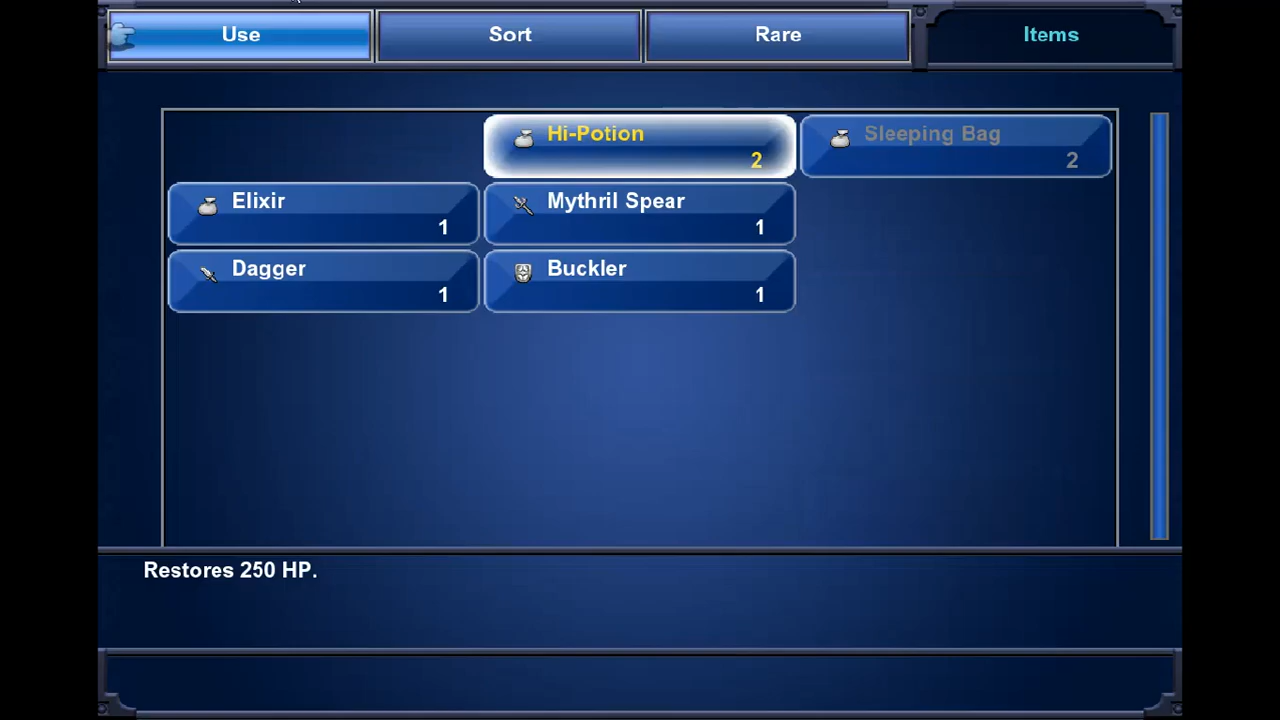 Use
Sort
Rare
Items
Hi-Potion
2
Sleeping Bag
2
Elixir
1
Mythril Spear
1
Dagger
1
Buckler
1
Restores 250 HP.